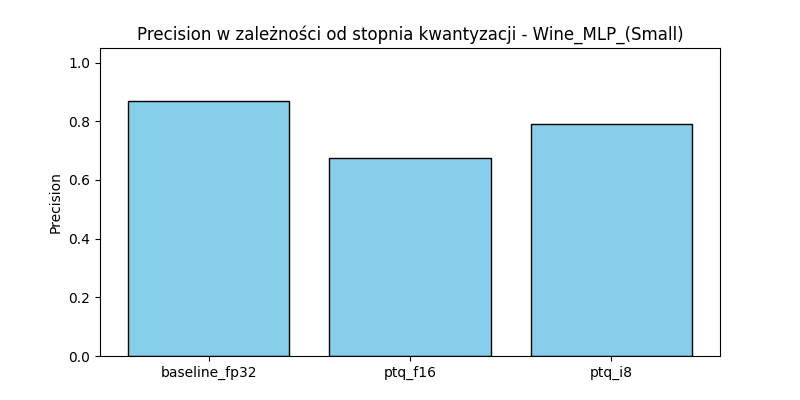 Precision w zależności od stopnia kwantyzacji - Wine_MLP_(Small)
1.0
0.8
0.6
0.4
0.2
0.0
Precision
baseline_fp32 ptq_f16 ptq_i8